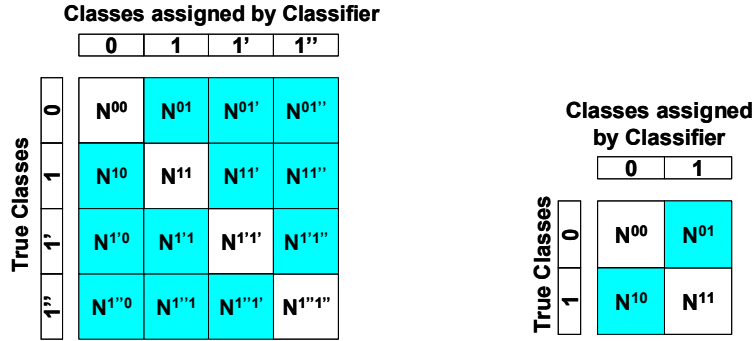 Classes assigned by Classifier
0 1 1' 1''
True Classes
0 N⁰⁰ N⁰¹ N⁰¹' N⁰¹''
1 N¹⁰ N¹¹ N¹¹' N¹¹''
1' N¹'⁰ N¹'¹ N¹'¹' N¹'¹''
1'' N¹''⁰ N¹''¹ N¹''¹' N¹''¹''
Classes assigned
by Classifier
0 1
True Classes
0 N⁰⁰ N⁰¹
1 N¹⁰ N¹¹